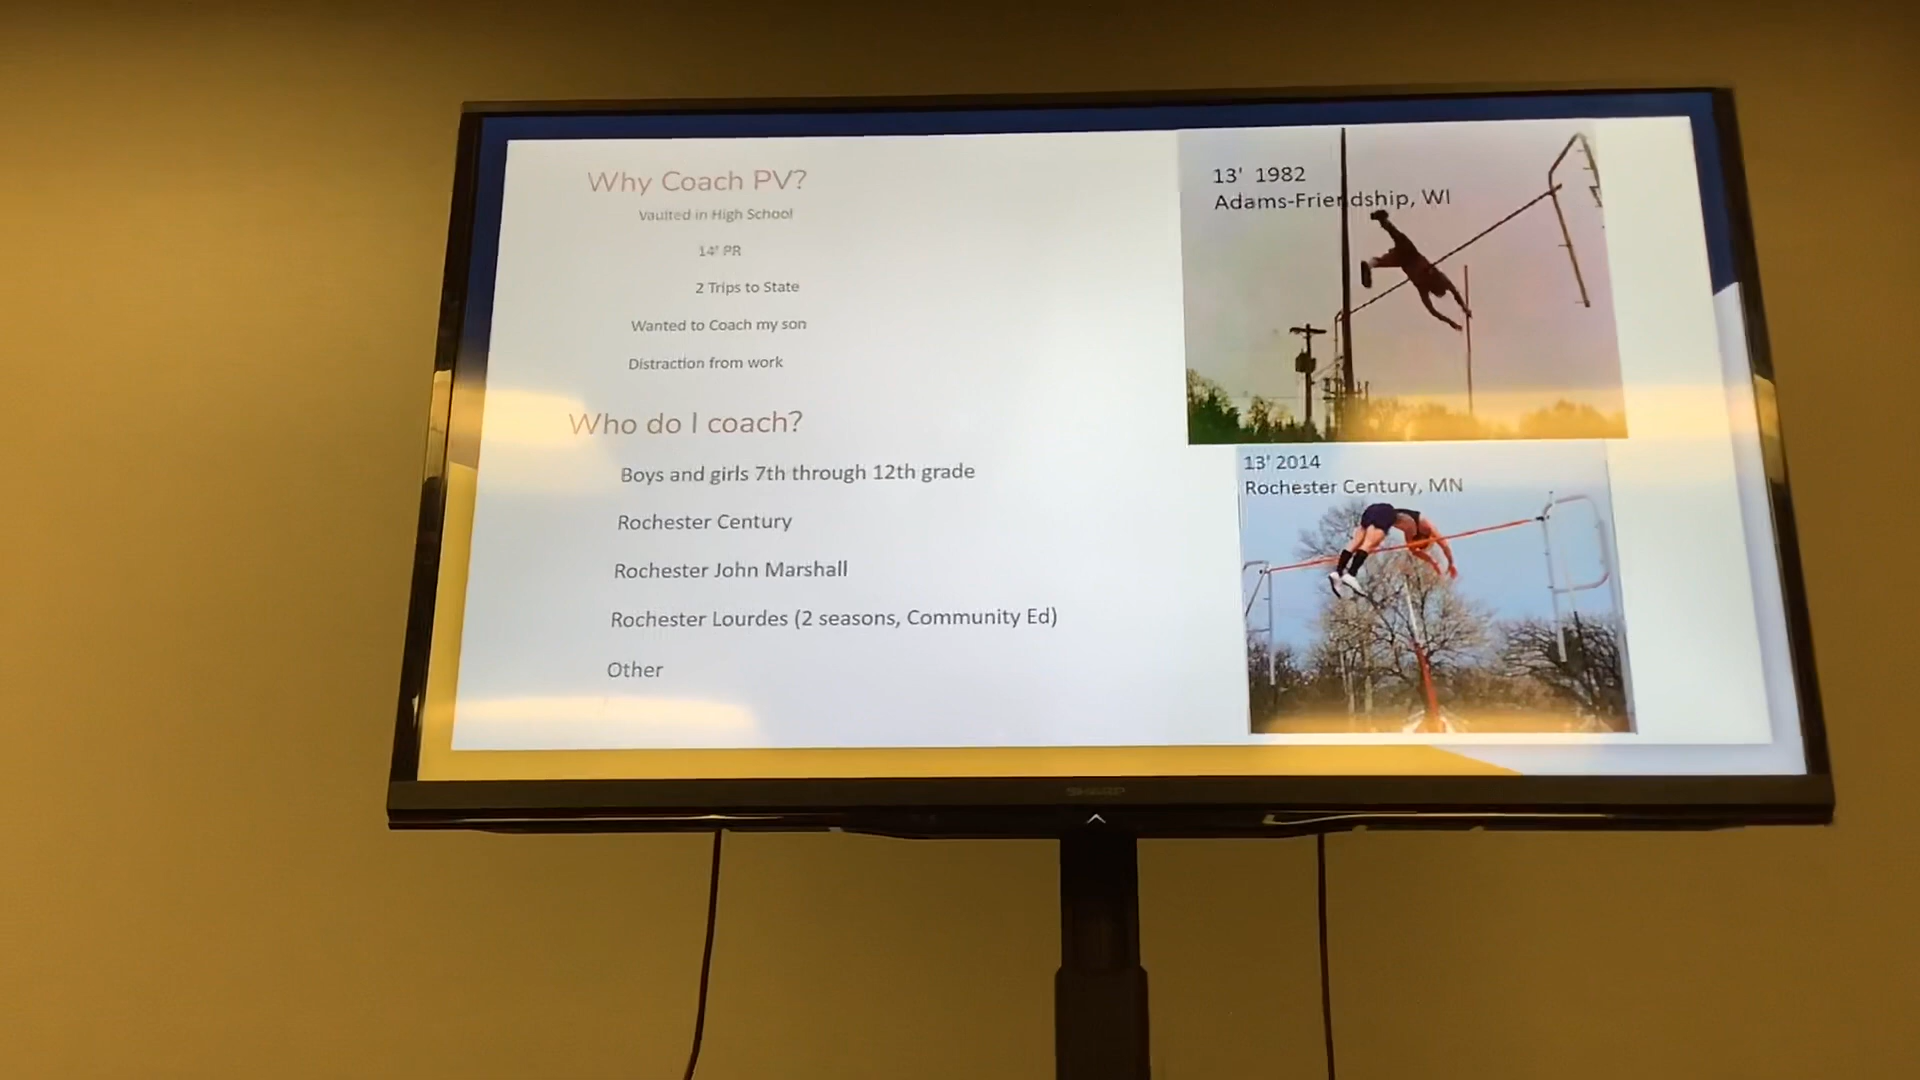 Why Coach PV?
Vaulted in High School
14' PR
2 Trips to State
Wanted to Coach my son
Distraction from work
Who do I coach?
Boys and girls 7th through 12th grade
Rochester Century
Rochester John Marshall
Rochester Lourdes (2 seasons, Community Ed)
Other
13' 1982
Adams-Friendship, WI
13' 2014
Rochester Century, MN
SHARP